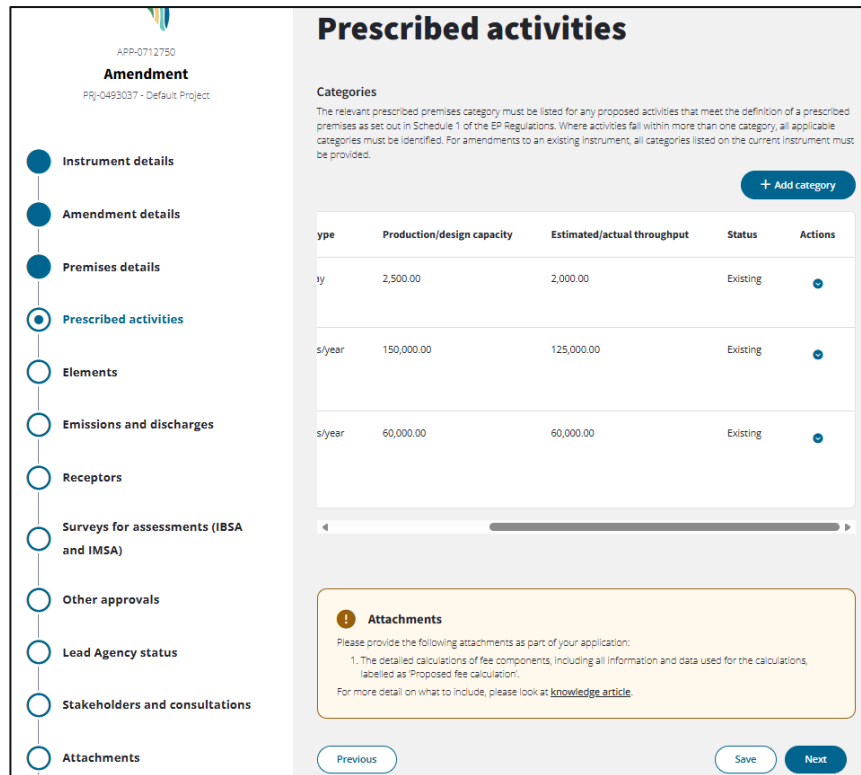 APP-0712750
Amendment
PRJ-0493037 - Default Project
Instrument details
Amendment details
Premises details
Prescribed activities
Elements
Emissions and discharges
Receptors
Surveys for assessments (IBSA
and IMSA)
Other approvals
Lead Agency status
Stakeholders and consultations
Attachments
Prescribed activities
Categories
The relevant prescribed premises category must be listed for any proposed activities that meet the definition of a prescribed
premises as set out in Schedule 1 of the EP Regulations. Where activities fall within more than one category, all applicable
categories must be identified. For amendments to an existing instrument, all categories listed on the current instrument must
be provided.
+ Add category
ype Production/design capacity Estimated/actual throughput Status Actions
ay 2,500.00 2,000.00 Existing
s/year 150,000.00 125,000.00 Existing
s/year 60,000.00 60,000.00 Existing
! Attachments
Please provide the following attachments as part of your application:
1. The detailed calculations of fee components, including all information and data used for the calculations,
labelled as 'Proposed fee calculation'.
For more detail on what to include, please look at knowledge article.
Previous Save Next